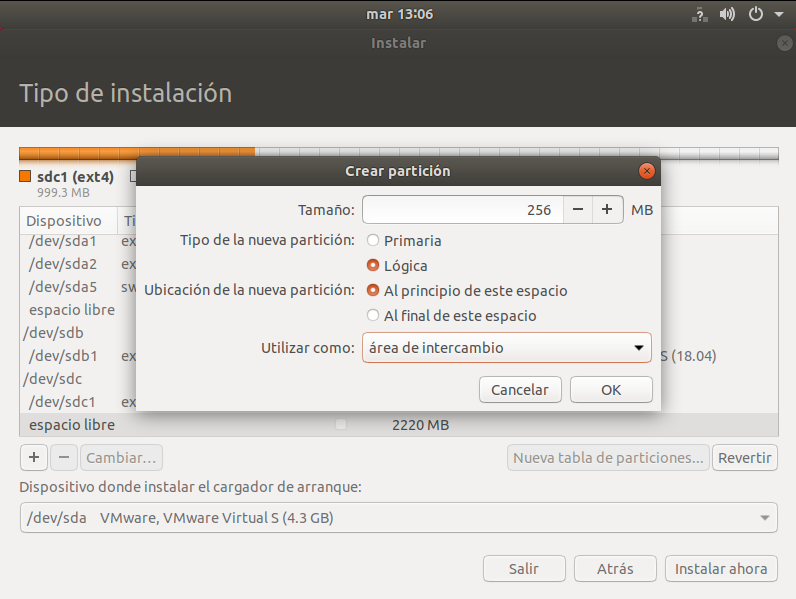 mar 13:06
Instalar
Tipo de instalación
sdc1 (ext4)
999.3 MB
Crear partición
Tamaño: 256 − + MB
Tipo de la nueva partición: Primaria
Lógica
Ubicación de la nueva partición: Al principio de este espacio
Al final de este espacio
Utilizar como: área de intercambio
Cancelar OK
Dispositivo Ti
/dev/sda1 ex
/dev/sda2 ex
/dev/sda5 sw
espacio libre
/dev/sdb
/dev/sdb1 ex S (18.04)
/dev/sdc
/dev/sdc1 ex
espacio libre 2220 MB
+ − Cambiar... Nueva tabla de particiones... Revertir
Dispositivo donde instalar el cargador de arranque:
/dev/sda VMware, VMware Virtual S (4.3 GB)
Salir Atrás Instalar ahora